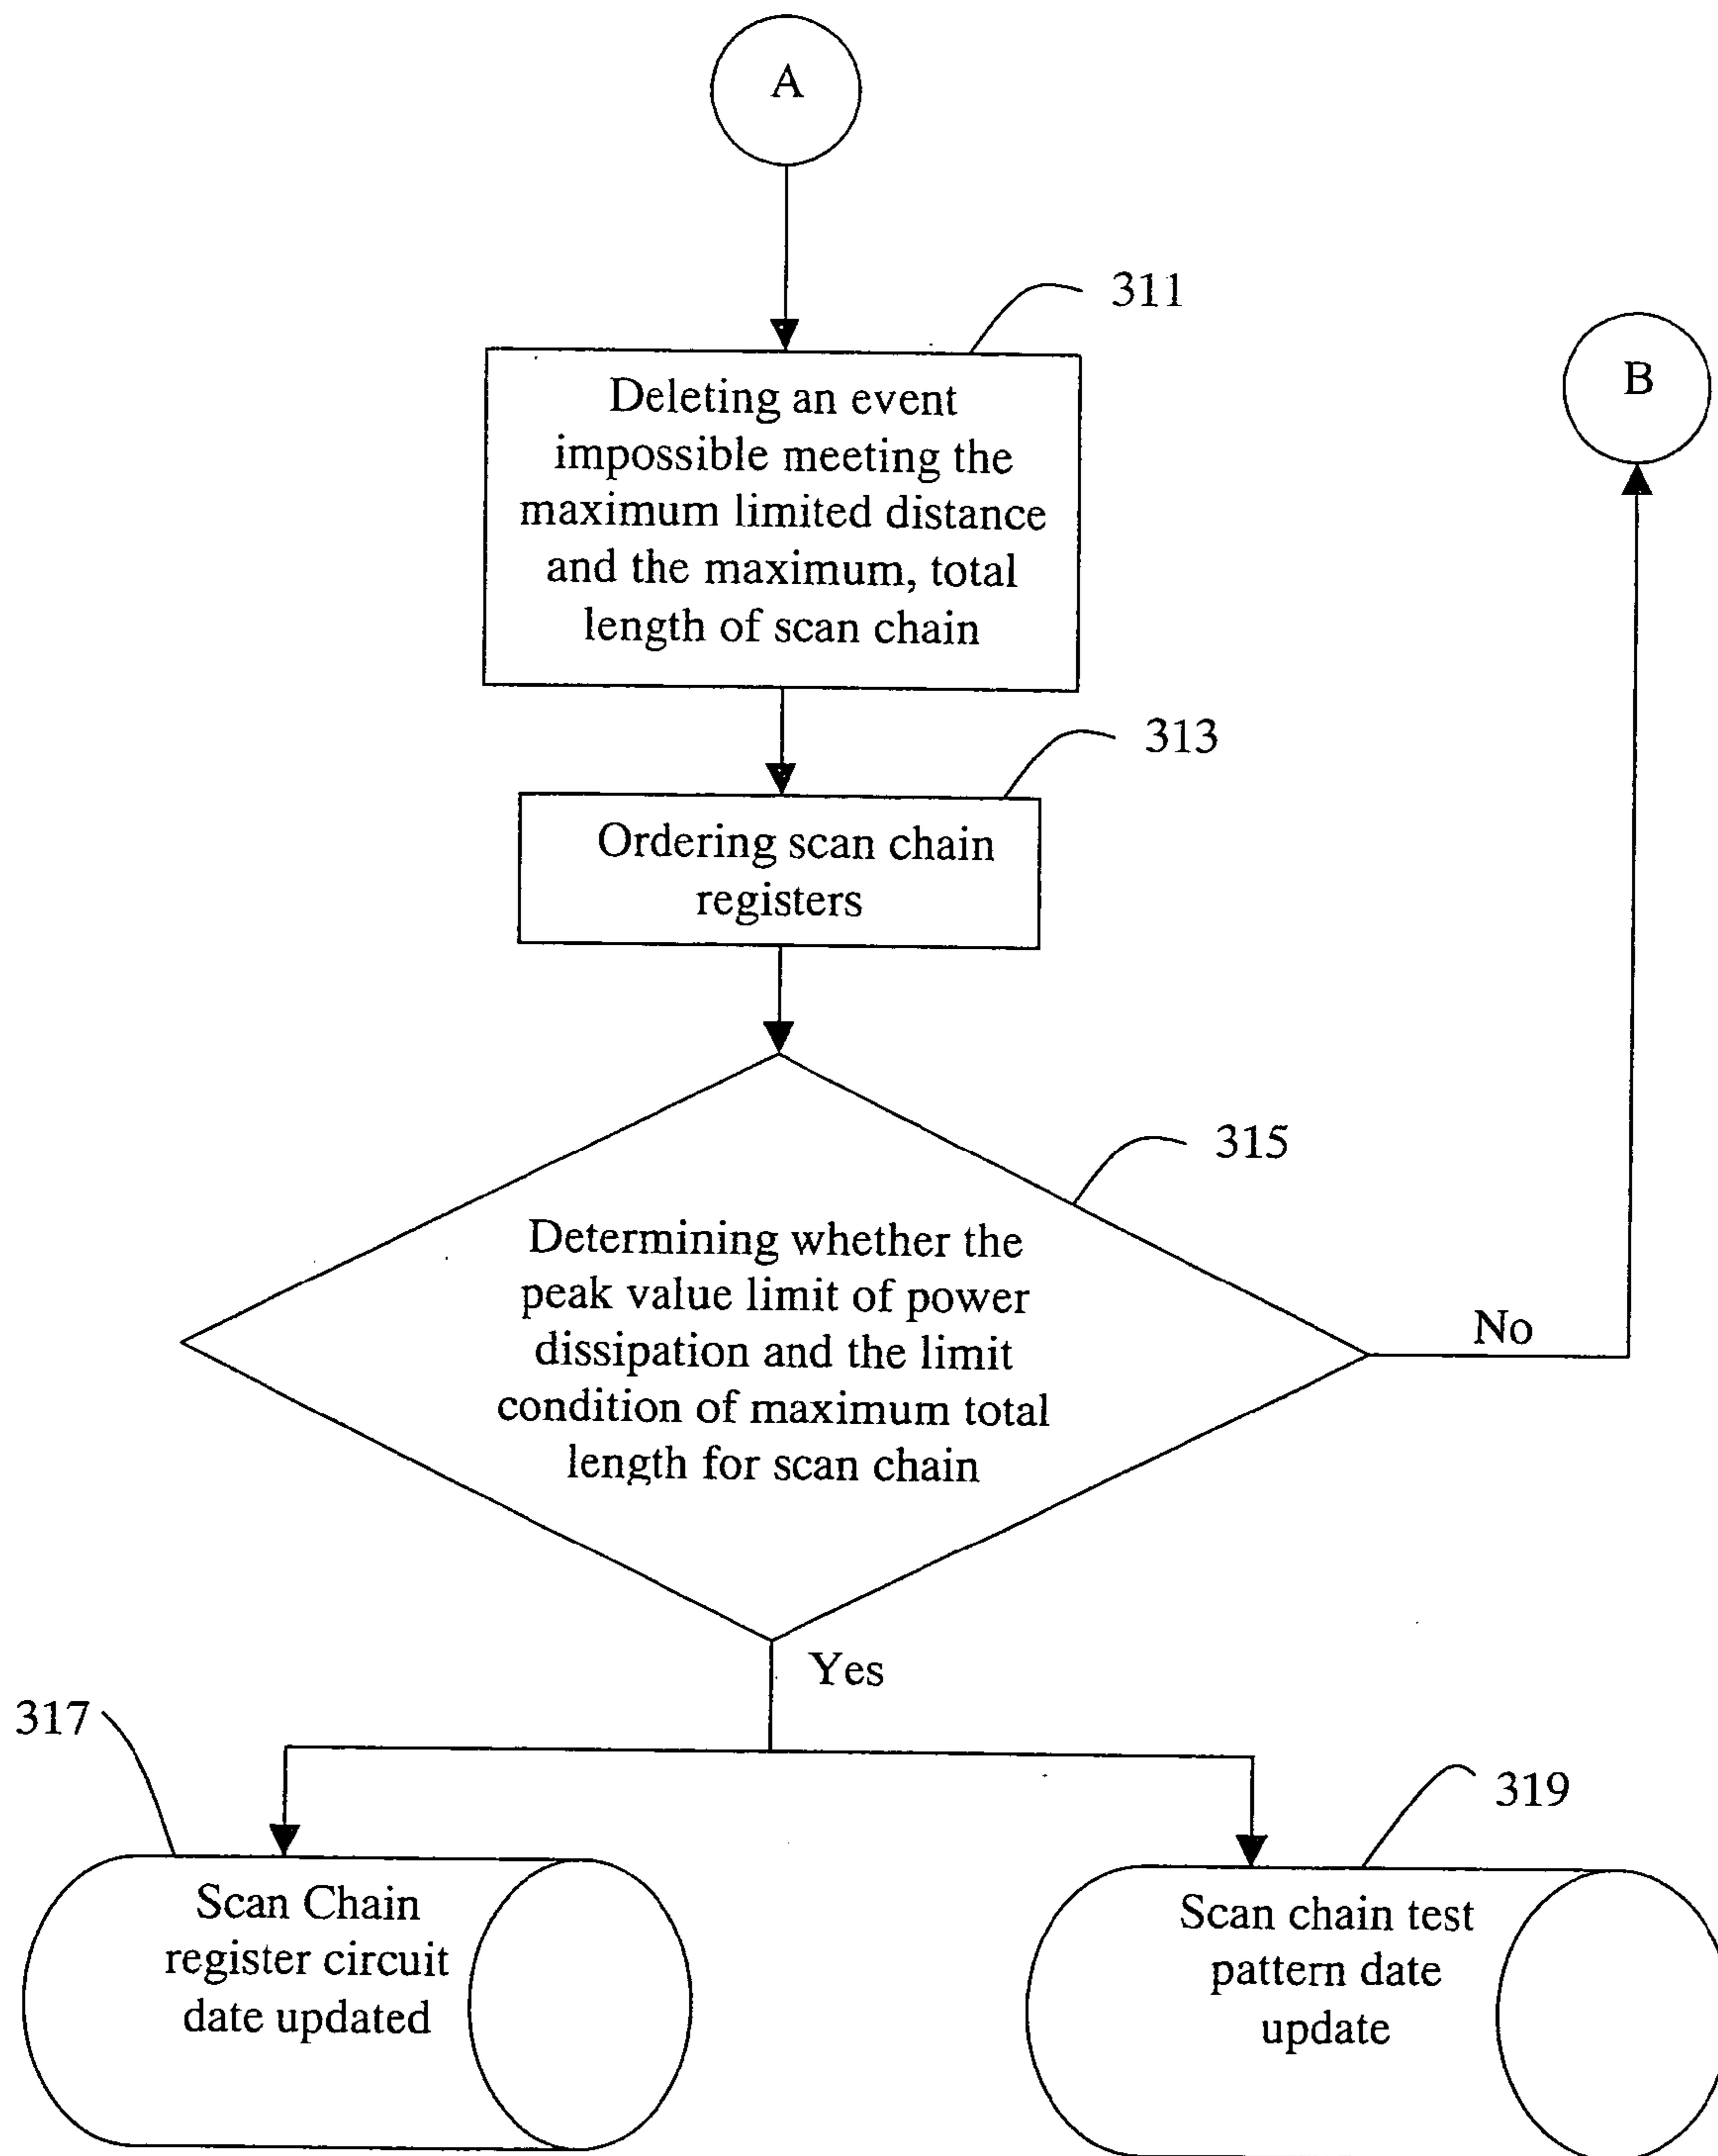 A
311
B
Deleting an event
impossible meeting the
maximum limited distance
and the maximum, total
length of scan chain
313
Ordering scan chain
registers
315
Determining whether the
peak value limit of power
dissipation and the limit
condition of maximum total
length for scan chain
No
Yes
317
319
Scan Chain
register circuit
date updated
Scan chain test
pattern date
update